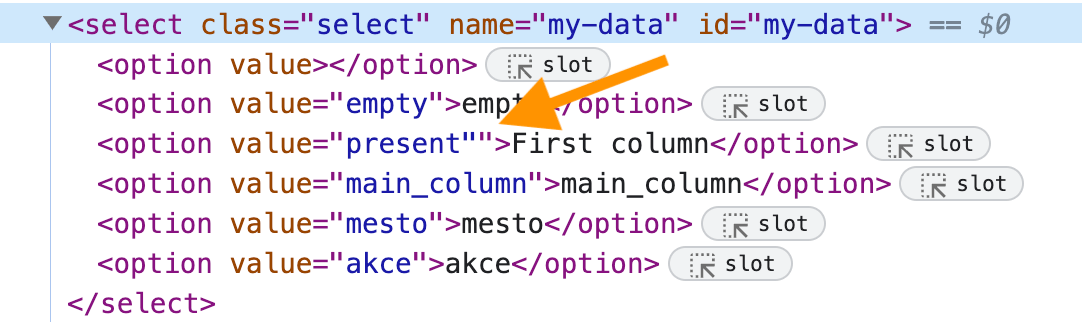 <select class="select" name="my-data" id="my-data"> == $0
<option value></option> slot
<option value="empty">empt</option> slot
<option value="present"">First column</option> slot
<option value="main_column">main_column</option> slot
<option value="mesto">mesto</option> slot
<option value="akce">akce</option> slot
</select>